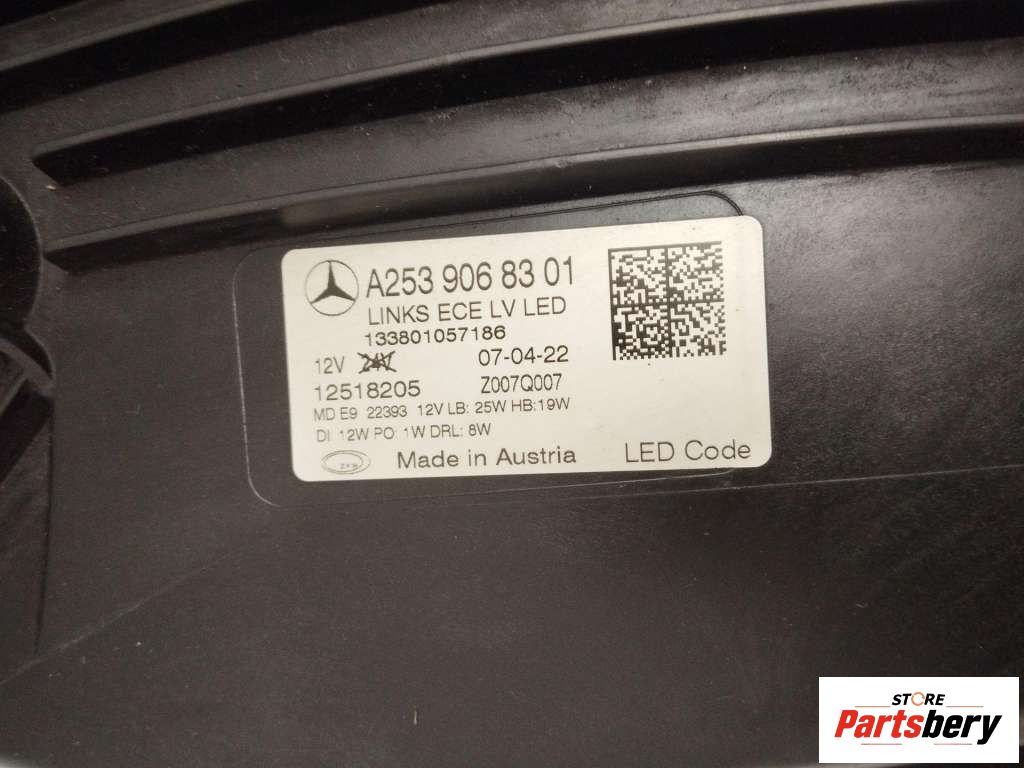 A253 906 83 01
LINKS ECE LV LED
133801057186
12V 24V 07-04-22
12518205 Z007Q007
MD E9 22393 12V LB: 25W HB:19W
DI: 12W PO: 1W DRL: 8W
ZKW Made in Austria LED Code
STORE
Partsbery